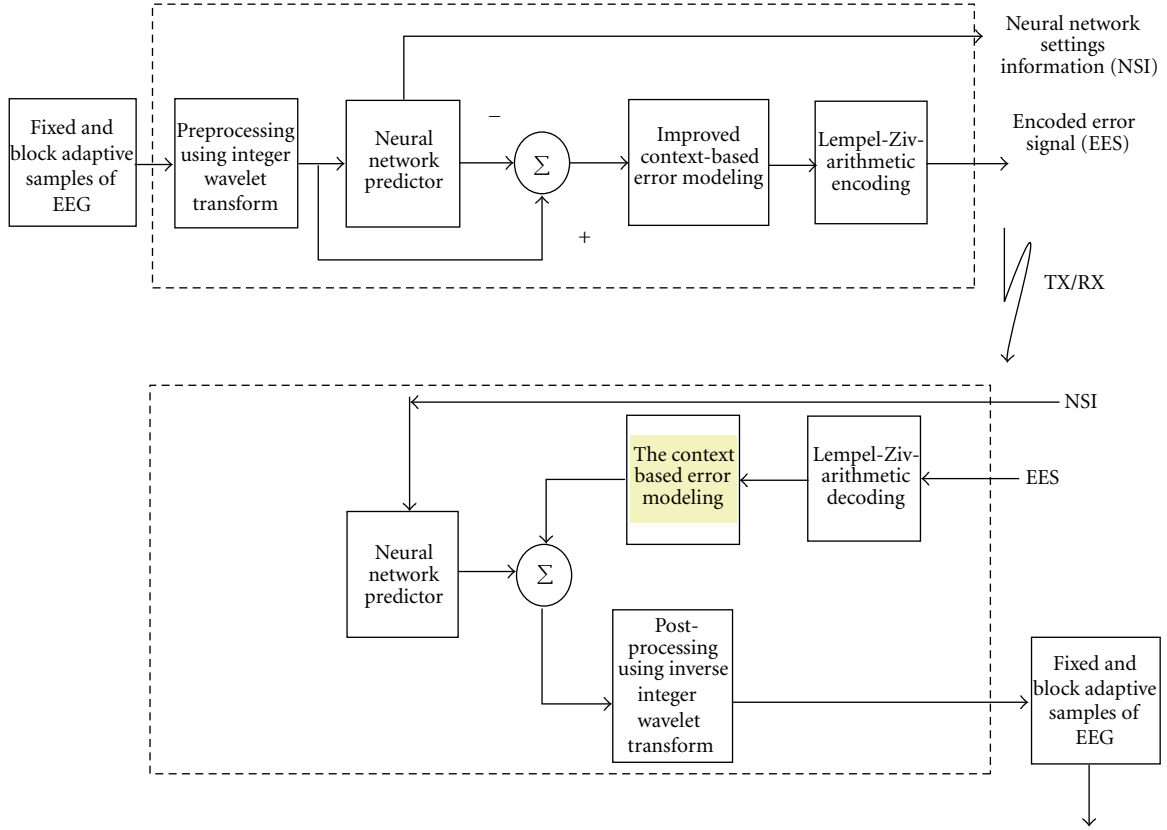 Neural network
settings
information (NSI)
Fixed and
block adaptive
samples of
EEG
Preprocessing
using integer
wavelet
transform
Neural
network
predictor
−
Σ
+
Improved
context-based
error modeling
Lempel-Ziv-
arithmetic
encoding
Encoded error
signal (EES)
TX/RX
NSI
The context
based error
modeling
Lempel-Ziv-
arithmetic
decoding
EES
Neural
network
predictor
Σ
Post-
processing
using inverse
integer
wavelet
transform
Fixed and
block adaptive
samples of
EEG